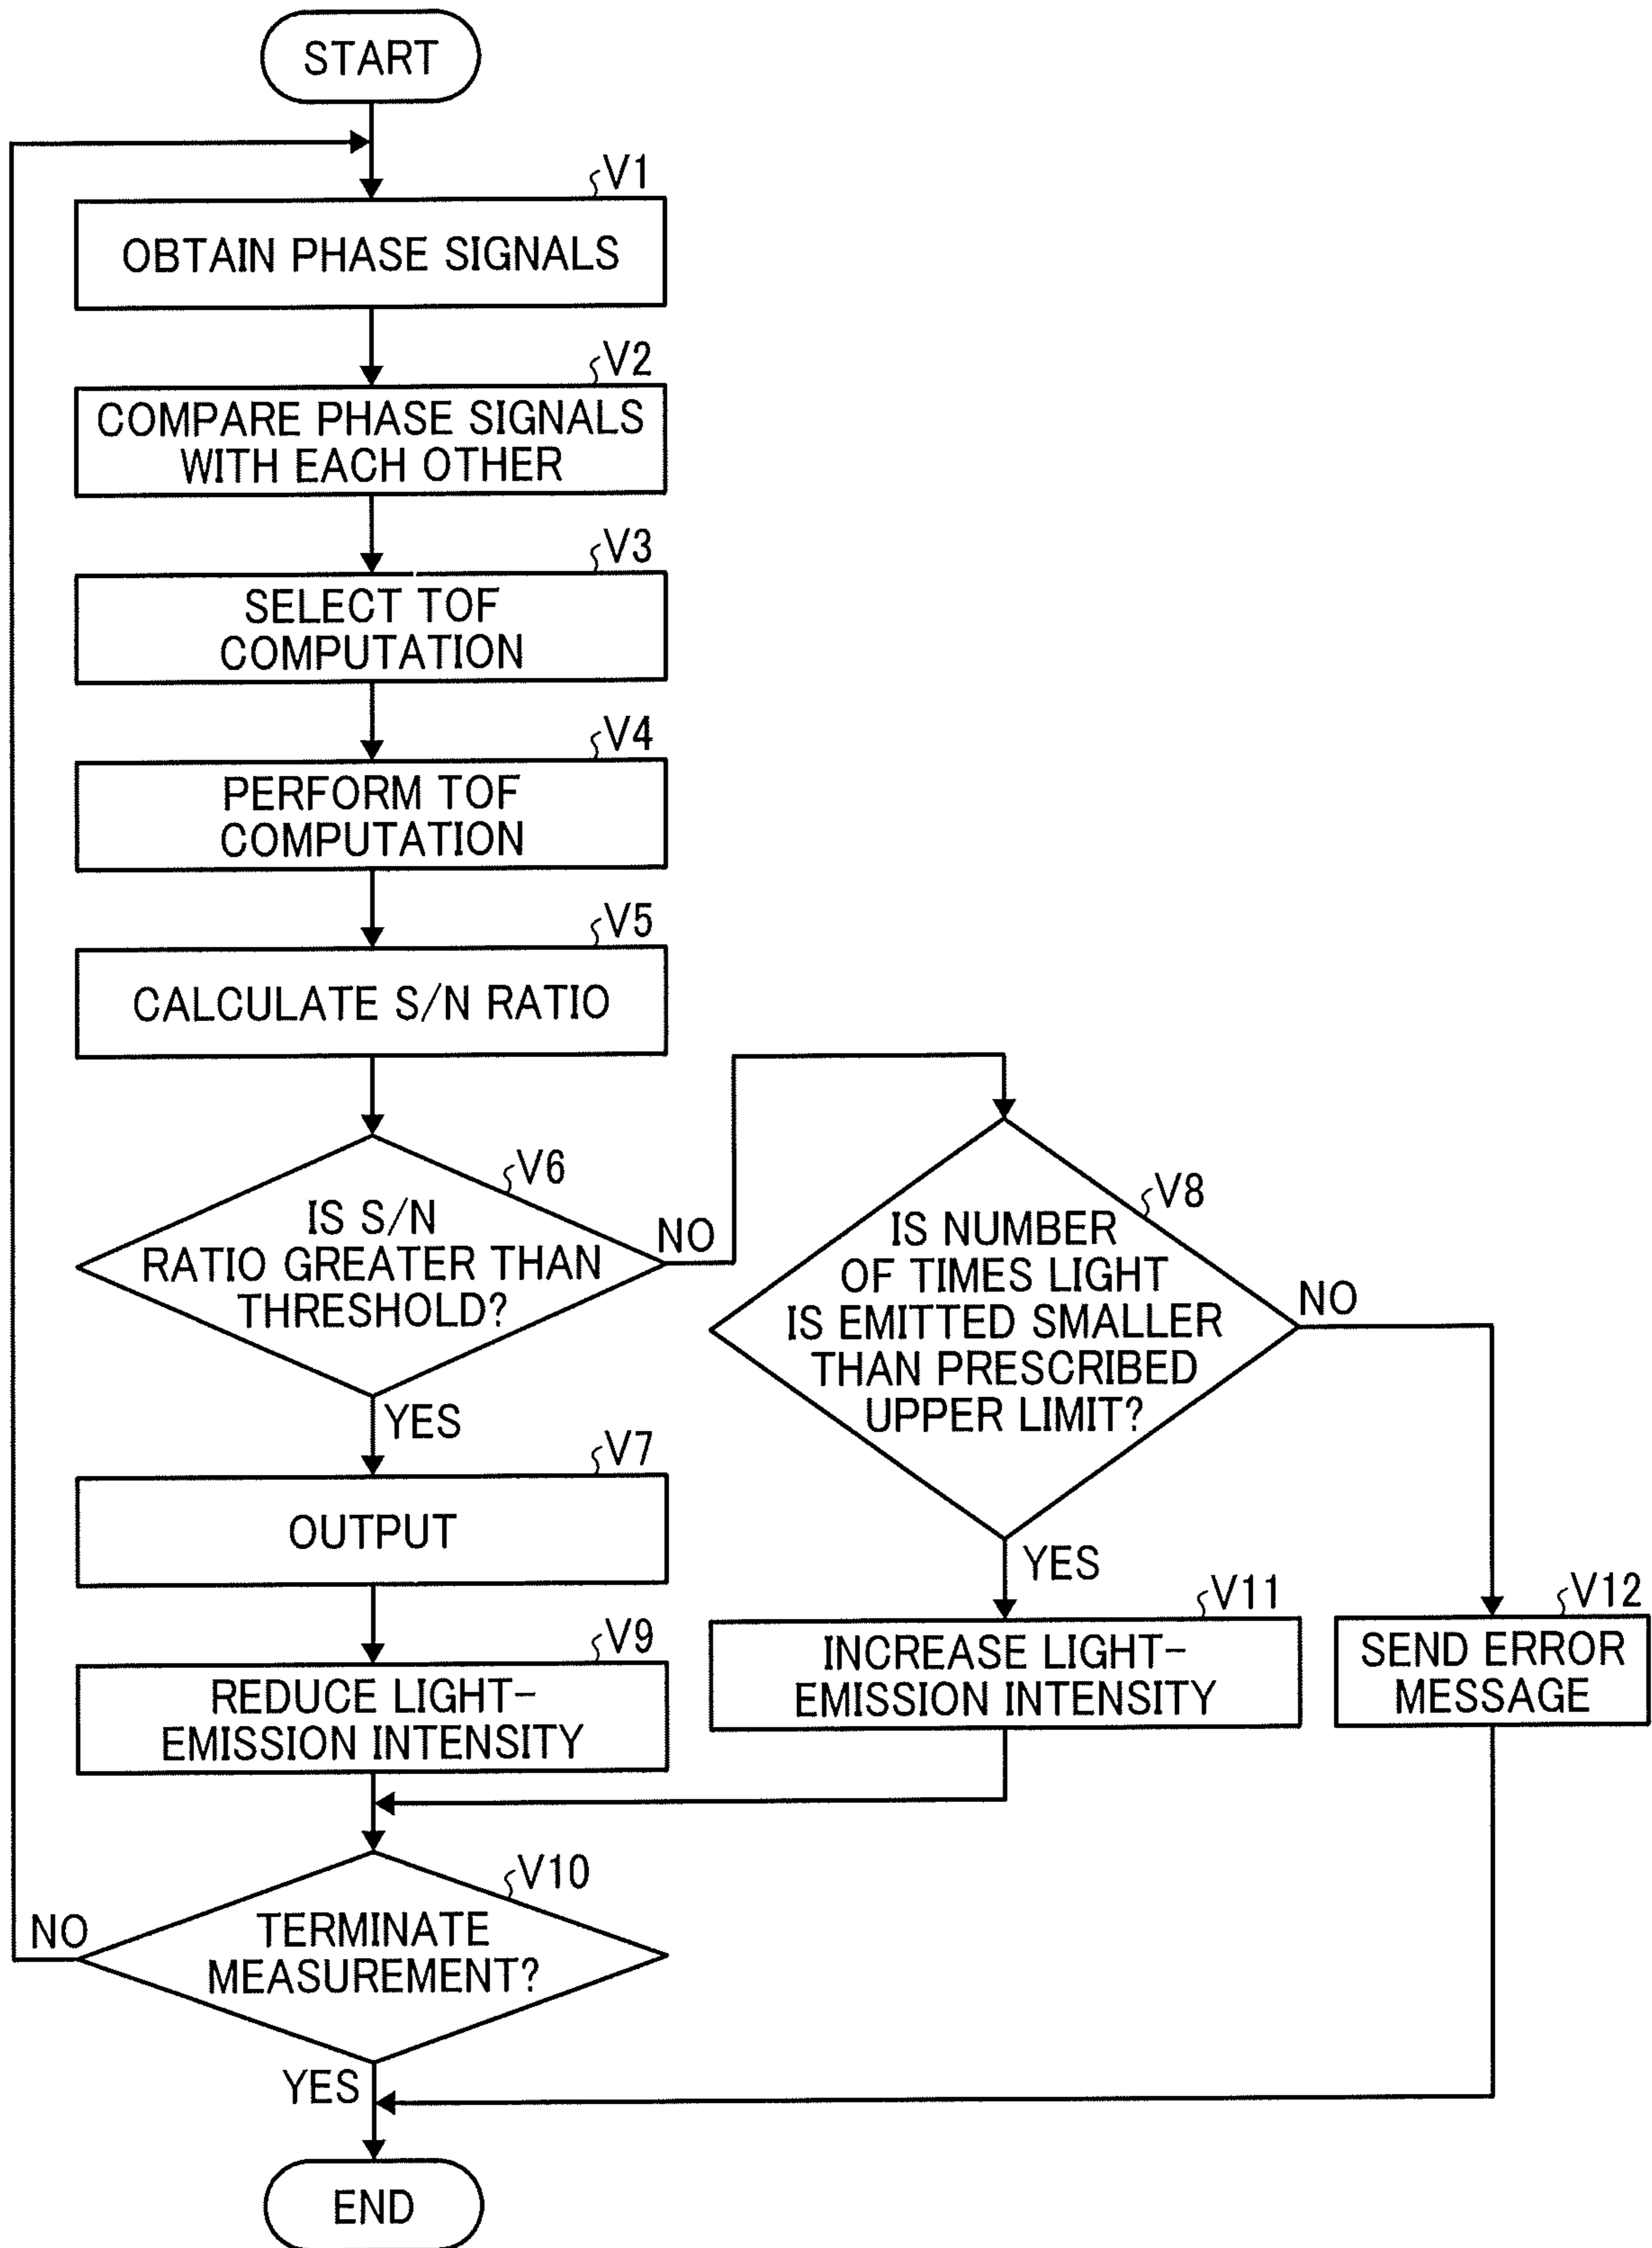 START
V1
OBTAIN PHASE SIGNALS
V2
COMPARE PHASE SIGNALS
WITH EACH OTHER
V3
SELECT TOF
COMPUTATION
V4
PERFORM TOF
COMPUTATION
V5
CALCULATE S/N RATIO
V6
IS S/N
RATIO GREATER THAN
THRESHOLD?
NO
YES
V8
IS NUMBER
OF TIMES LIGHT
IS EMITTED SMALLER
THAN PRESCRIBED
UPPER LIMIT?
NO
YES
V7
OUTPUT
V9
REDUCE LIGHT-
EMISSION INTENSITY
V11
INCREASE LIGHT-
EMISSION INTENSITY
V12
SEND ERROR
MESSAGE
V10
TERMINATE
MEASUREMENT?
NO
YES
END